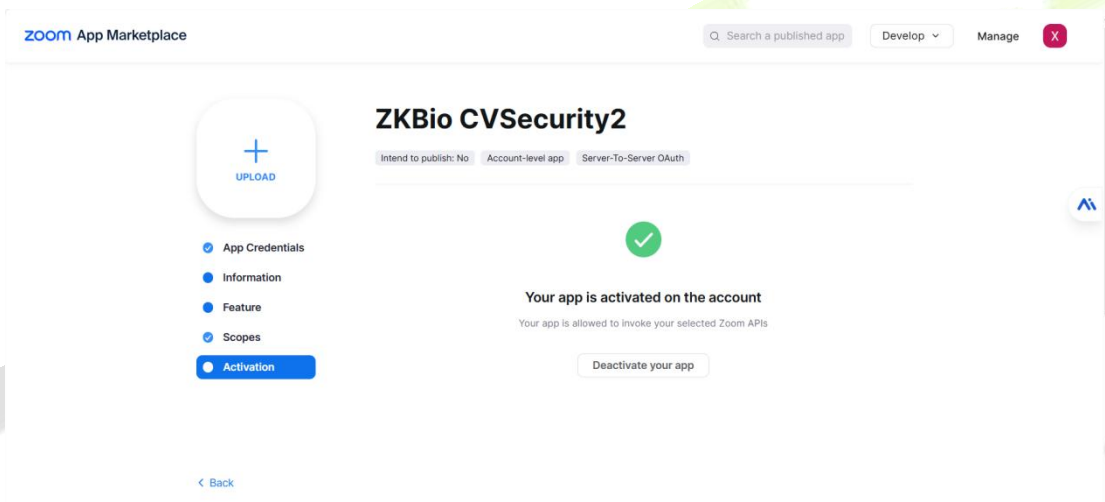 zoom App Marketplace
Search a published app
Develop
Manage
X
UPLOAD
ZKBio CVSecurity2
Intend to publish: No
Account-level app
Server-To-Server OAuth
App Credentials
Information
Feature
Scopes
Activation
Your app is activated on the account
Your app is allowed to invoke your selected Zoom APIs
Deactivate your app
Back